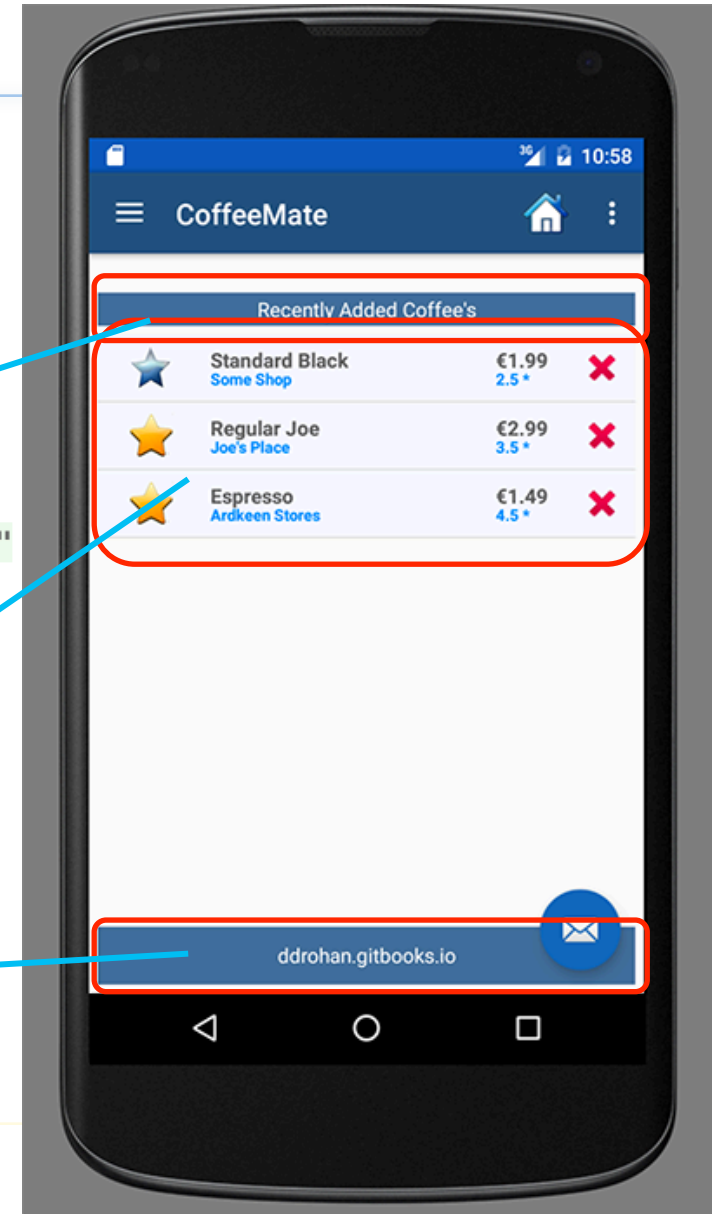 3G 10:58
CoffeeMate
Recently Added Coffee's
Standard Black €1.99
Some Shop 2.5 *
Regular Joe €2.99
Joe's Place 3.5 *
"
Espresso €1.49
Ardkeen Stores 4.5 *
ddrohan.gitbooks.io